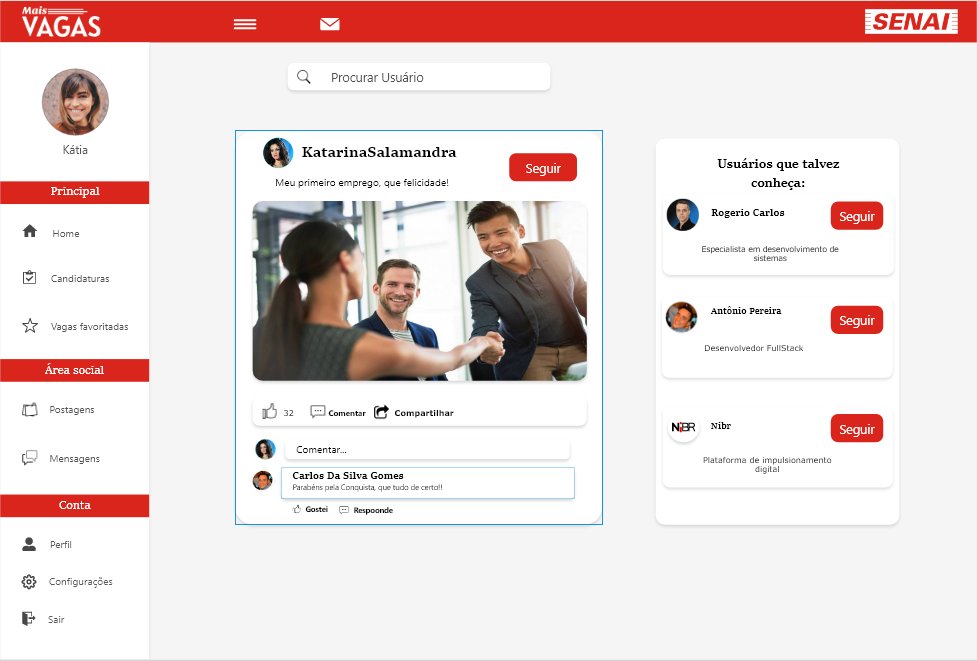 Mais
VAGAS
SENAI
Procurar Usuário
Kátia
Principal
Home
Candidaturas
Vagas favoritadas
Área social
Postagens
Mensagens
Conta
Perfil
Configurações
Sair
KatarinaSalamandra
Seguir
Meu primeiro emprego, que felicidade!
32
Comentar
Compartilhar
Comentar...
Carlos Da Silva Gomes
Parabéns pela Conquista, que tudo de certo!!
Gostei
Respoonde
Usuários que talvez
conheça:
Rogerio Carlos
Seguir
Especialista em desenvolvimento de
sistemas
Antônio Pereira
Seguir
Desenvolvedor FullStack
NIBR
Nibr
Seguir
Plataforma de impulsionamento
digital